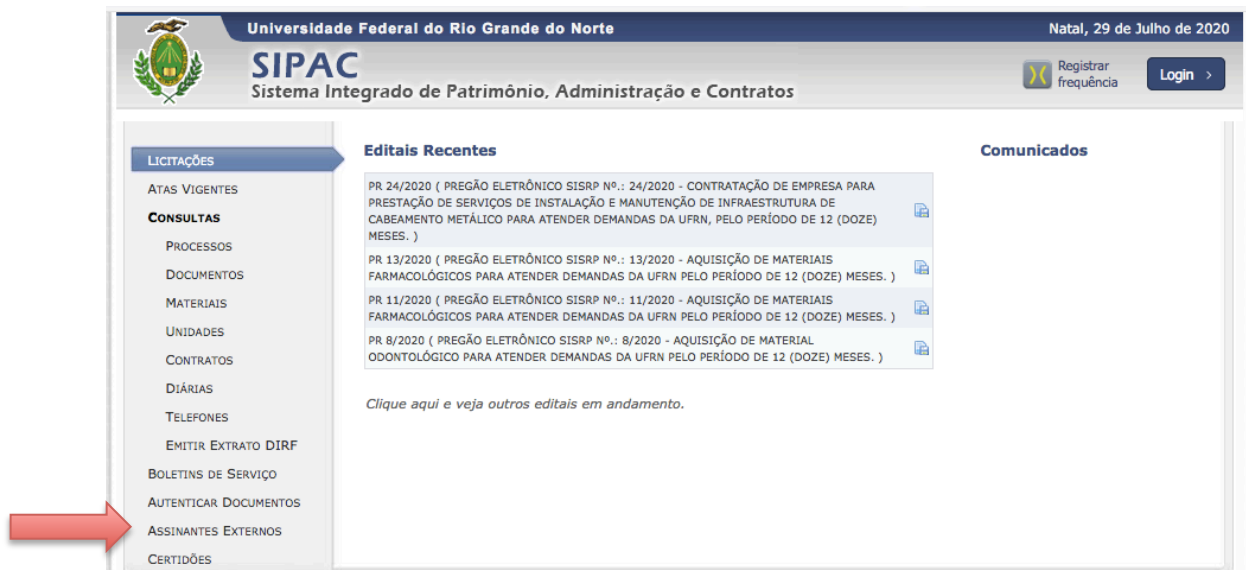 Universidade Federal do Rio Grande do Norte
Natal, 29 de Julho de 2020
SIPAC
Sistema Integrado de Patrimônio, Administração e Contratos
Registrar
frequência
Login >
LICITAÇÕES
ATAS VIGENTES
CONSULTAS
PROCESSOS
DOCUMENTOS
MATERIAIS
UNIDADES
CONTRATOS
DIÁRIAS
TELEFONES
EMITIR EXTRATO DIRF
BOLETINS DE SERVIÇO
AUTENTICAR DOCUMENTOS
ASSINANTES EXTERNOS
CERTIDÕES
Editais Recentes
PR 24/2020 ( PREGÃO ELETRÔNICO SISRP Nº.: 24/2020 - CONTRATAÇÃO DE EMPRESA PARA
PRESTAÇÃO DE SERVIÇOS DE INSTALAÇÃO E MANUTENÇÃO DE INFRAESTRUTURA DE
CABEAMENTO METÁLICO PARA ATENDER DEMANDAS DA UFRN, PELO PERÍODO DE 12 (DOZE)
MESES. )
PR 13/2020 ( PREGÃO ELETRÔNICO SISRP Nº.: 13/2020 - AQUISIÇÃO DE MATERIAIS
FARMACOLÓGICOS PARA ATENDER DEMANDAS DA UFRN PELO PERÍODO DE 12 (DOZE) MESES. )
PR 11/2020 ( PREGÃO ELETRÔNICO SISRP Nº.: 11/2020 - AQUISIÇÃO DE MATERIAIS
FARMACOLÓGICOS PARA ATENDER DEMANDAS DA UFRN PELO PERÍODO DE 12 (DOZE) MESES. )
PR 8/2020 ( PREGÃO ELETRÔNICO SISRP Nº.: 8/2020 - AQUISIÇÃO DE MATERIAL
ODONTOLÓGICO PARA ATENDER DEMANDAS DA UFRN PELO PERÍODO DE 12 (DOZE) MESES. )
Clique aqui e veja outros editais em andamento.
Comunicados